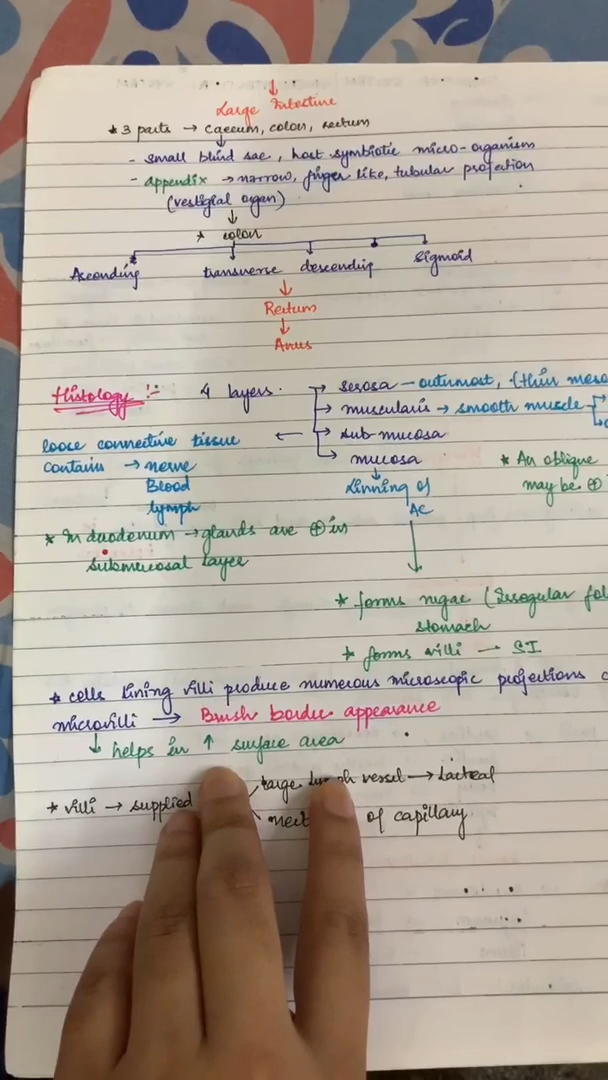 Large Intestine
* 3 parts → Caecum, colon, rectum
- small blind sac, host symbiotic micro-organism
- appendix → narrow, finger like, tubular projection
(vestigial organ)
* colon
Ascending transverse descending sigmoid
Rectum
Anus
Histology :- 4 layers. → serosa — outermost, (thin meso
→ muscularis → smooth muscle
loose connective tissue ← → sub-mucosa
contains → nerve → mucosa
Blood Linning of
lymph AC
* An oblique
may be ⊕
* In duodenum → glands are ⊕ in
submucosal layer
* forms rugae (Irregular fol
stomach
* forms villi → SI
* cells lining villi produce numerous microscopic projections c
microvilli → Brush border appearance
↓ helps in ↑ surface area
large lymph vessel → Lacteal
* villi → supplied
of capillary